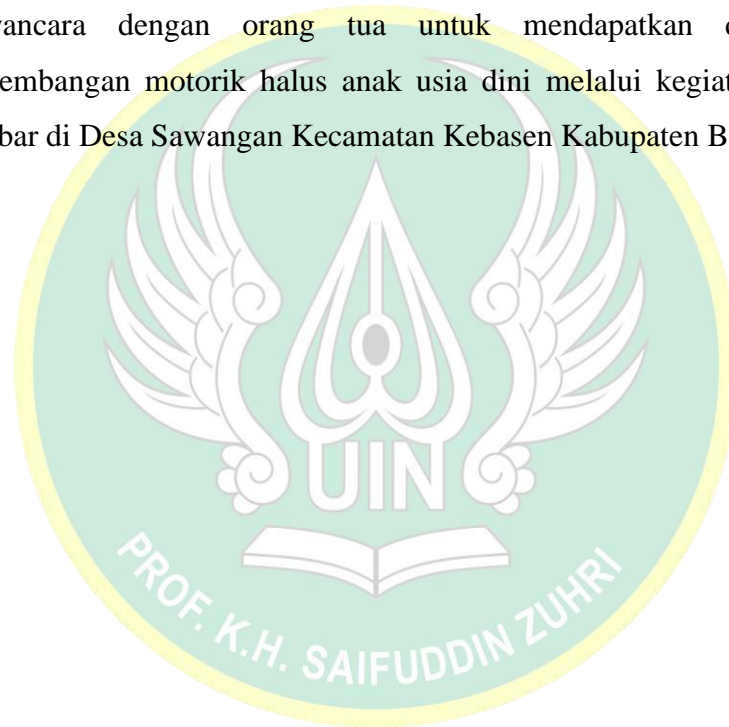 vancara dengan orang tua untuk mendapatkan
embangan motorik halus anak usia dini melalui kegiat
bar di Desa Sawangan Kecamatan Kebasen Kabupaten B
UIN
PROF. K.H. SAIFUDDIN ZUHRI